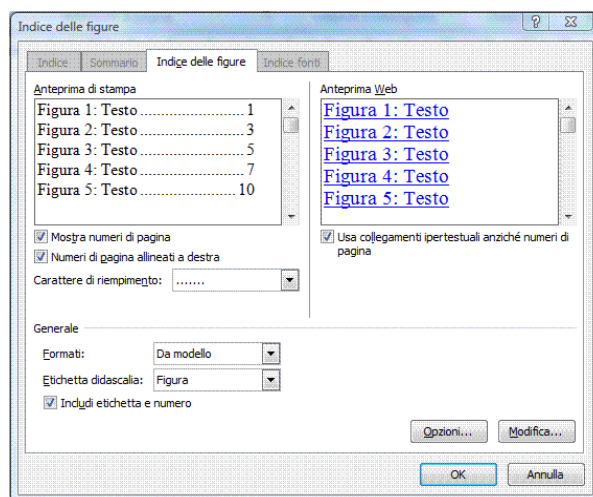 Indice delle figure
Indice Sommario Indice delle figure Indice fonti
Anteprima di stampa
Figura 1: Testo ........................ 1
Figura 2: Testo ........................ 3
Figura 3: Testo ........................ 5
Figura 4: Testo ........................ 7
Figura 5: Testo ...................... 10
Mostra numeri di pagina
Numeri di pagina allineati a destra
Carattere di riempimento: .......
Anteprima Web
Figura 1: Testo
Figura 2: Testo
Figura 3: Testo
Figura 4: Testo
Figura 5: Testo
Usa collegamenti ipertestuali anziché numeri di
pagina
Generale
Formati: Da modello
Etichetta didascalia: Figura
Includi etichetta e numero
Opzioni... Modifica...
OK Annulla